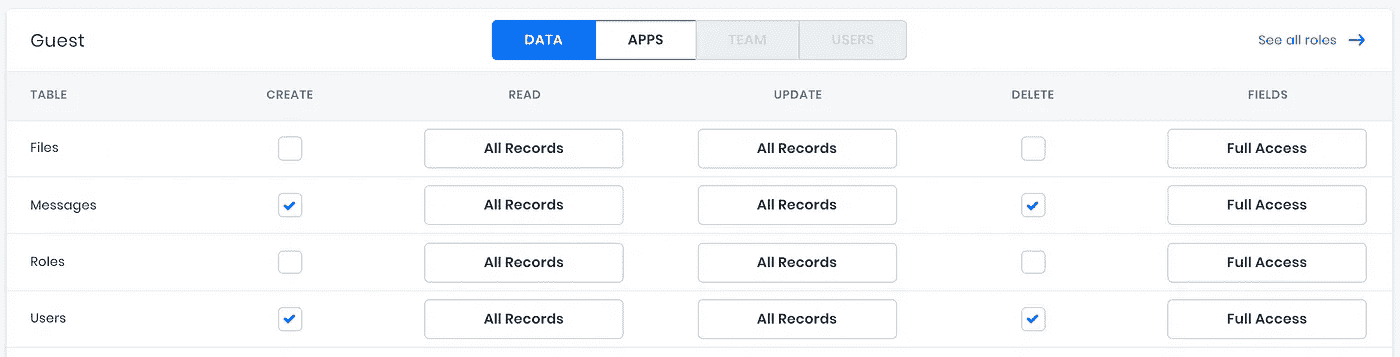 Guest DATA APPS TEAM USERS See all roles
TABLE CREATE READ UPDATE DELETE FIELDS
Files All Records All Records Full Access
Messages All Records All Records Full Access
Roles All Records All Records Full Access
Users All Records All Records Full Access